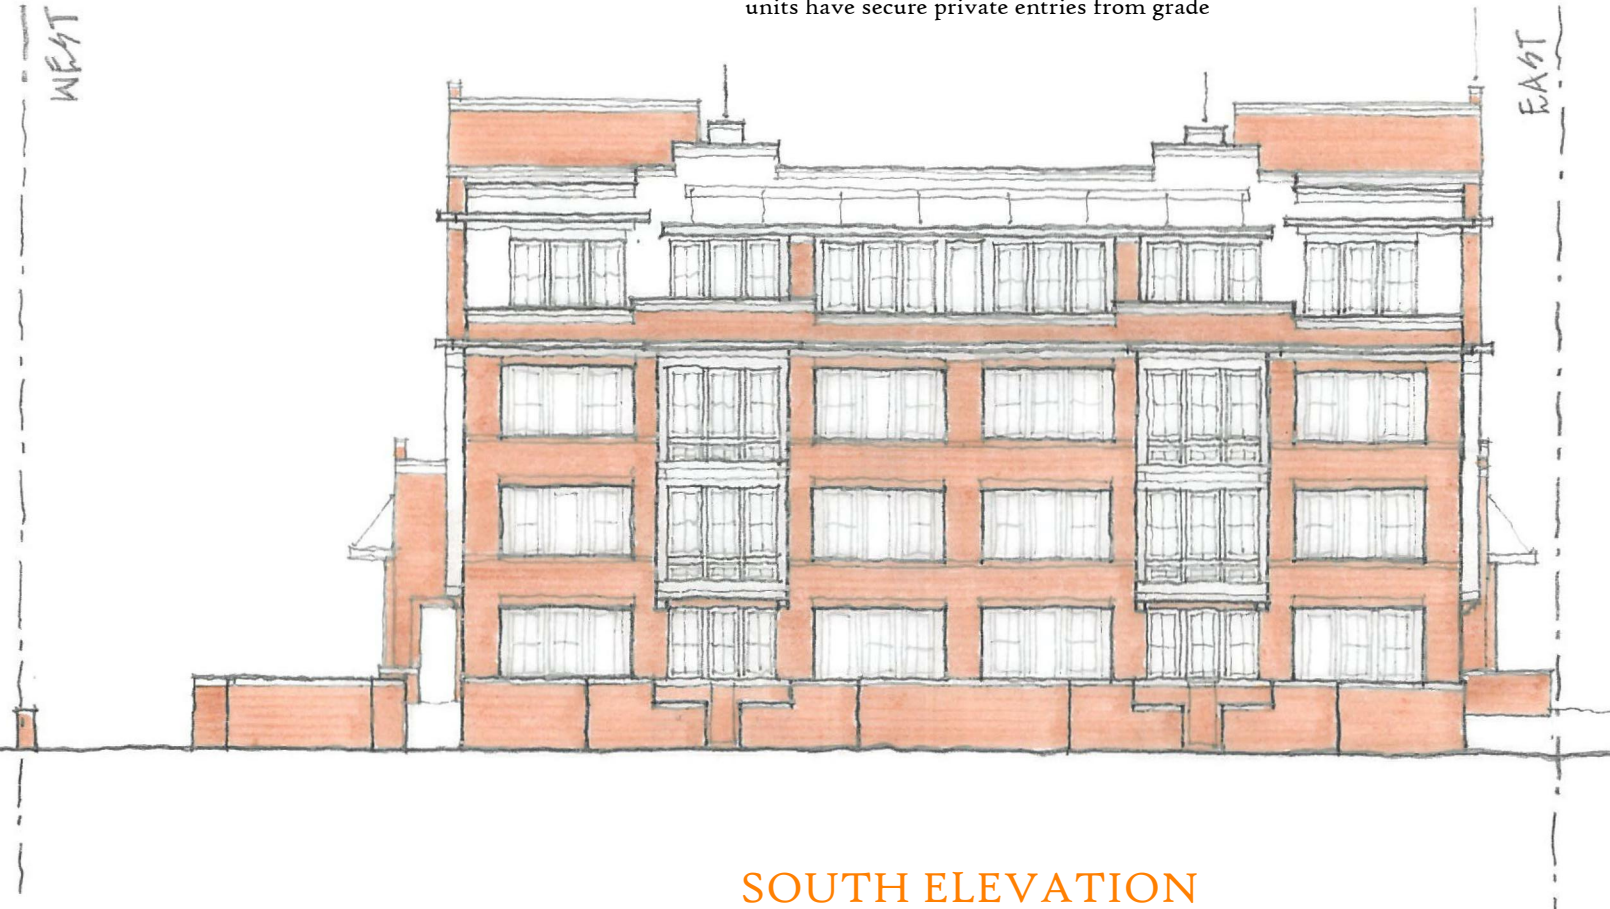 units have secure private entries from grade
WEST
EAST
SOUTH ELEVATION